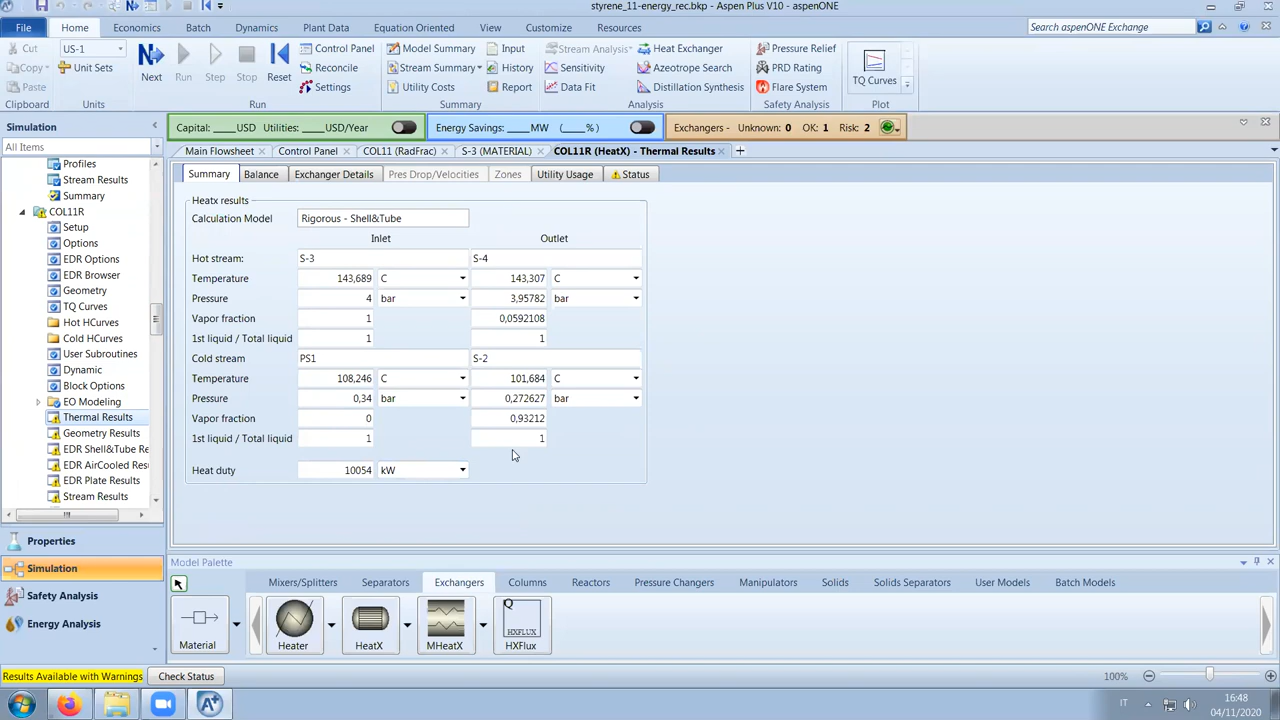 styrene_11-energy_rec.bkp - Aspen Plus V10 - aspenONE
File Home Economics Batch Dynamics Plant Data Equation Oriented View Customize Resources Search aspenONE Exchange
Cut US-1 Control Panel Model Summary Input Stream Analysis Heat Exchanger Pressure Relief
Copy Unit Sets Reconcile Stream Summary History Sensitivity Azeotrope Search PRD Rating
Paste Next Run Step Stop Reset Settings Utility Costs Report Data Fit Distillation Synthesis Flare System TQ Curves
Clipboard Units Run Summary Analysis Safety Analysis Plot
Simulation
Capital: ____USD Utilities: ____USD/Year Energy Savings: ____MW (____%) Exchangers - Unknown: 0 OK: 1 Risk: 2
All Items
Main Flowsheet Control Panel COL11 (RadFrac) S-3 (MATERIAL) COL11R (HeatX) - Thermal Results
Profiles
Stream Results
Summary
COL11R
Setup
Options
EDR Options
EDR Browser
Geometry
TQ Curves
Hot HCurves
Cold HCurves
User Subroutines
Dynamic
Block Options
EO Modeling
Thermal Results
Geometry Results
EDR Shell&Tube Re
EDR AirCooled Res
EDR Plate Results
Stream Results
Summary Balance Exchanger Details Pres Drop/Velocities Zones Utility Usage Status
Heatx results
Calculation Model Rigorous - Shell&Tube
Inlet Outlet
Hot stream: S-3 S-4
Temperature 143,689 C 143,307 C
Pressure 4 bar 3,95782 bar
Vapor fraction 1 0,0592108
1st liquid / Total liquid 1 1
Cold stream PS1 S-2
Temperature 108,246 C 101,684 C
Pressure 0,34 bar 0,272627 bar
Vapor fraction 0 0,93212
1st liquid / Total liquid 1 1
Heat duty 10054 kW
Properties
Simulation
Safety Analysis
Energy Analysis
Model Palette
Mixers/Splitters Separators Exchangers Columns Reactors Pressure Changers Manipulators Solids Solids Separators User Models Batch Models
Q
HXFLUX
Material Heater HeatX MHeatX HXFlux
Results Available with Warnings Check Status 100%
IT 16:48
04/11/2020